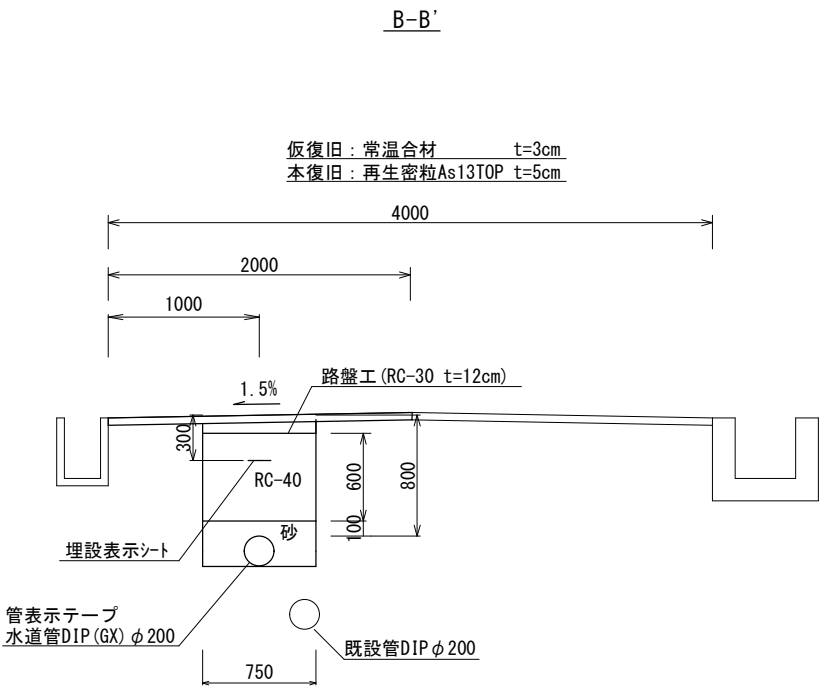 B-B'
仮復旧：常温合材 t=3cm
本復旧：再生密粒As13TOP t=5cm
4000
2000
1000
1.5%
路盤工(RC-30 t=12cm)
300
RC-40
600
800
100
砂
埋設表示シート
管表示テープ
水道管DIP(GX)φ200
既設管DIPφ200
750